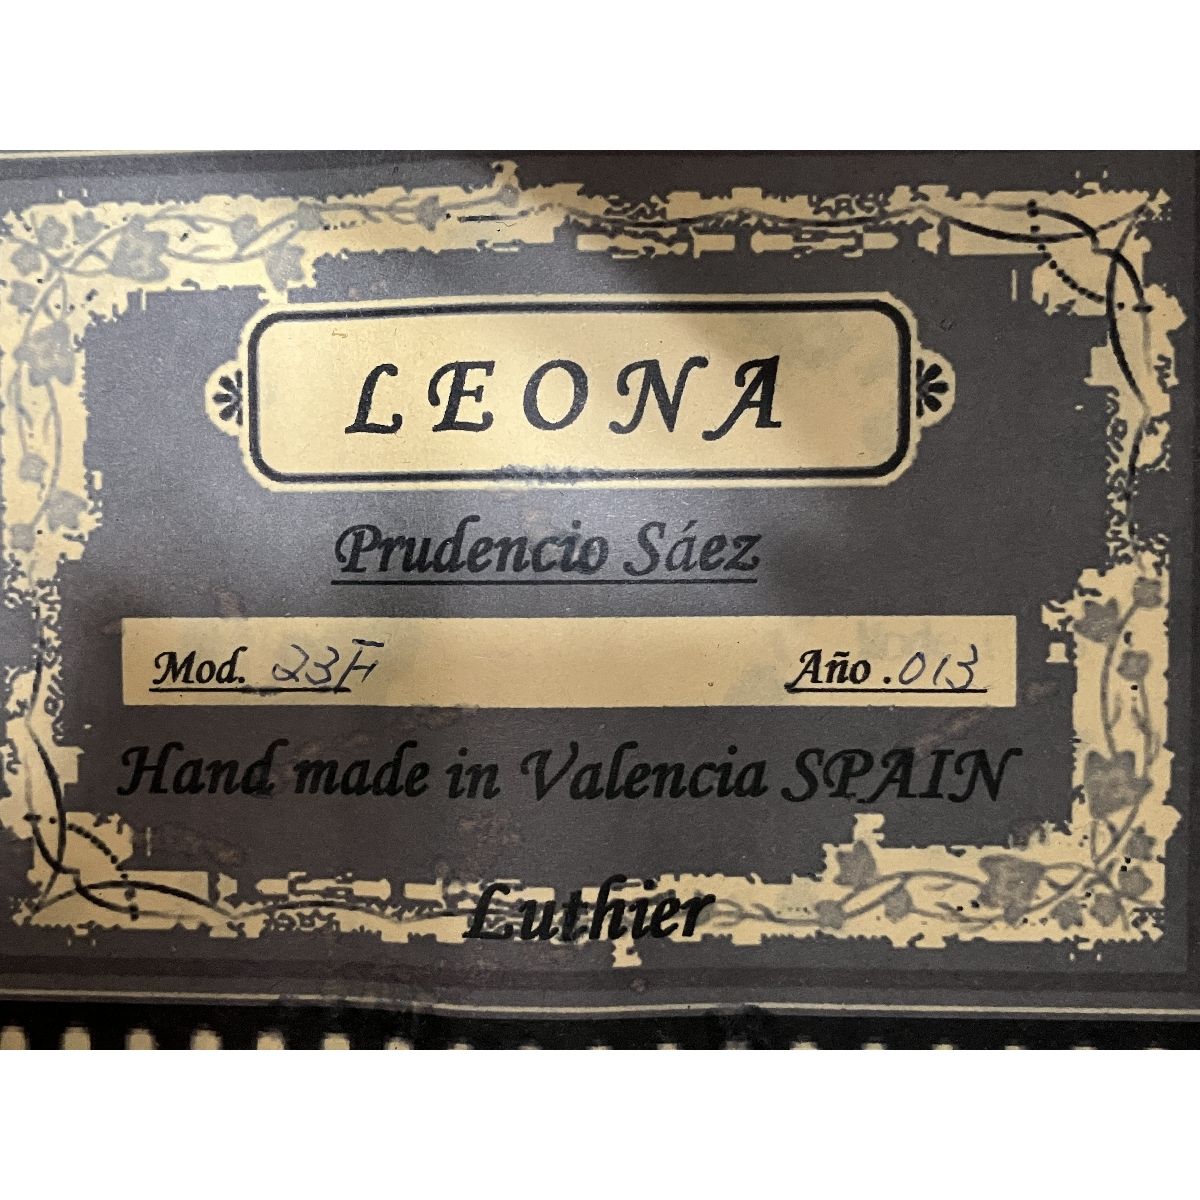 LEONA
Prudencio Sáez
Mod. 23F Año .013
Hand made in Valencia SPAIN
Luthier